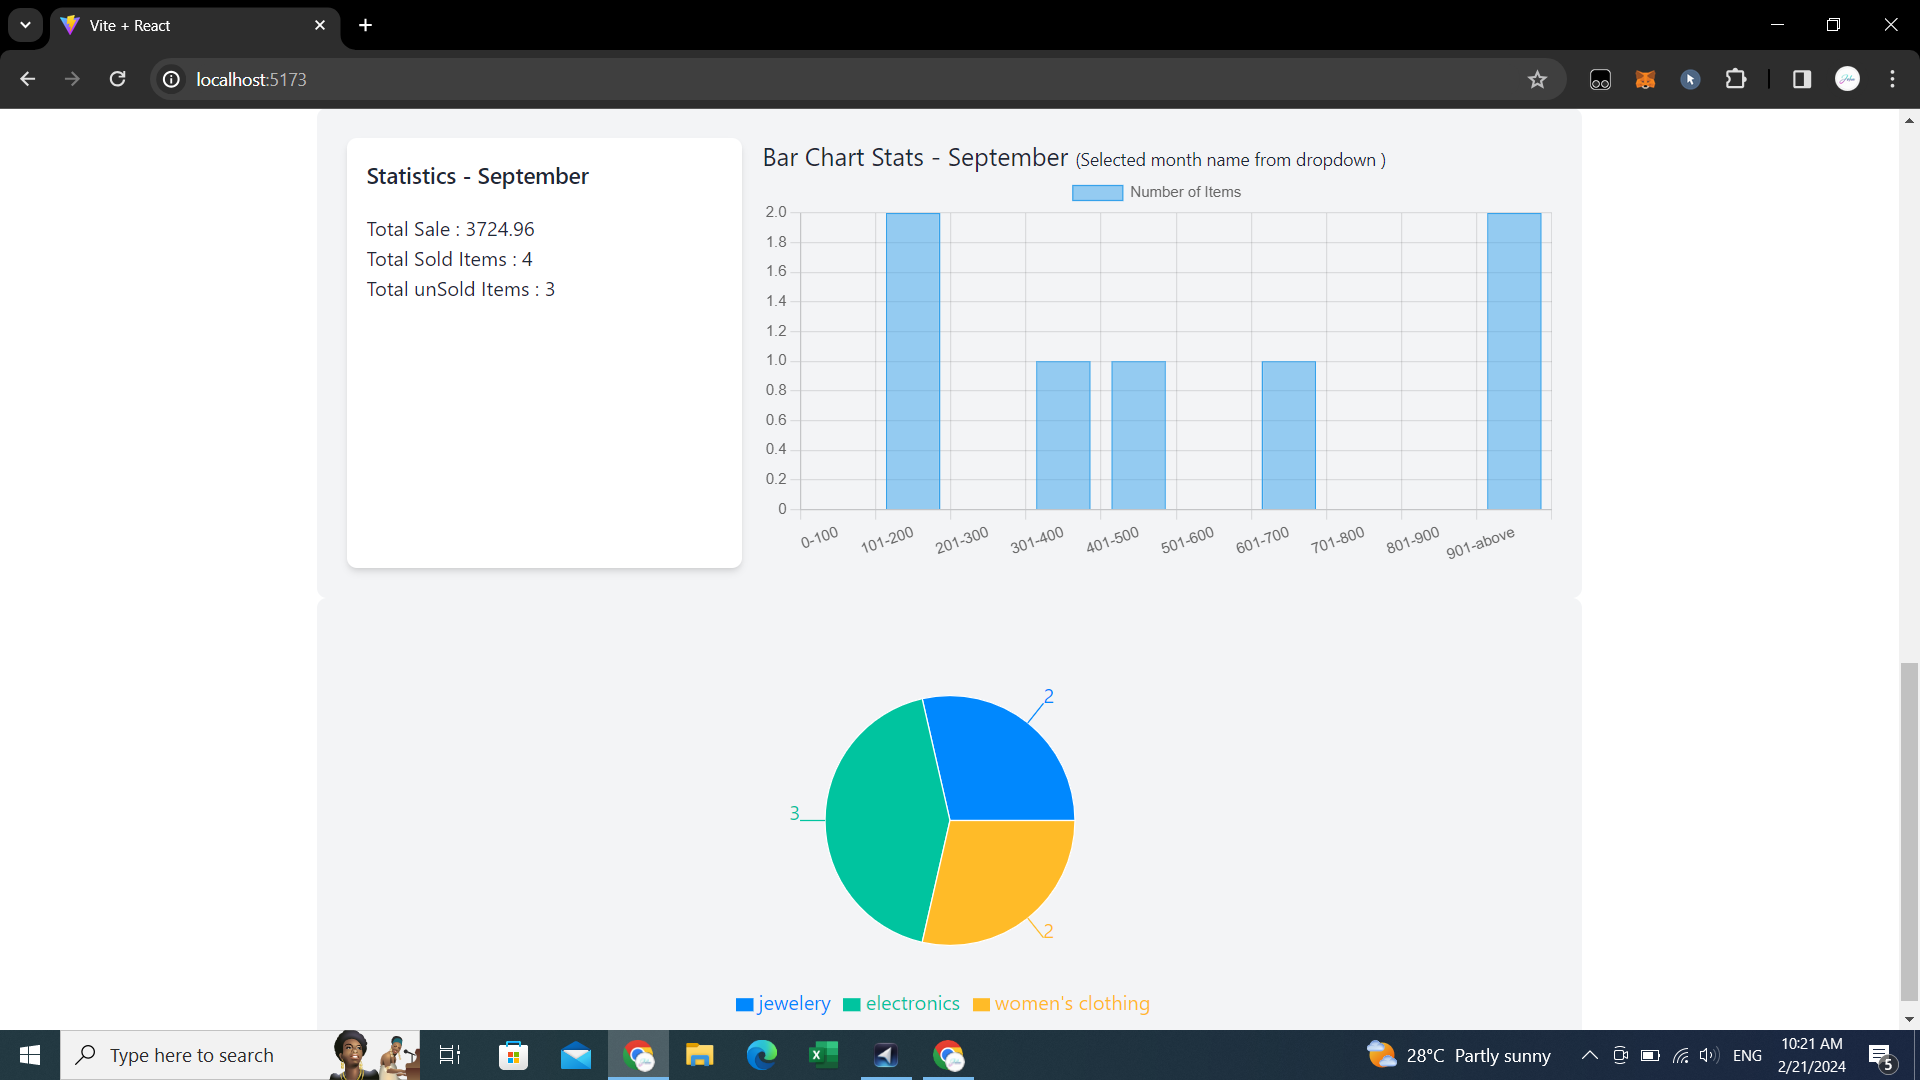 Vite + React
localhost:5173
Statistics - September
Total Sale : 3724.96
Total Sold Items : 4
Total unSold Items : 3
Bar Chart Stats - September (Selected month name from dropdown )
Number of Items
2.0
1.8
1.6
1.4
1.2
1.0
0.8
0.6
0.4
0.2
0
0-100 101-200 201-300 301-400 401-500 501-600 601-700 701-800 801-900 901-above
2
3
2
jewelery electronics women's clothing
Type here to search
28°C Partly sunny
ENG
10:21 AM
2/21/2024
5